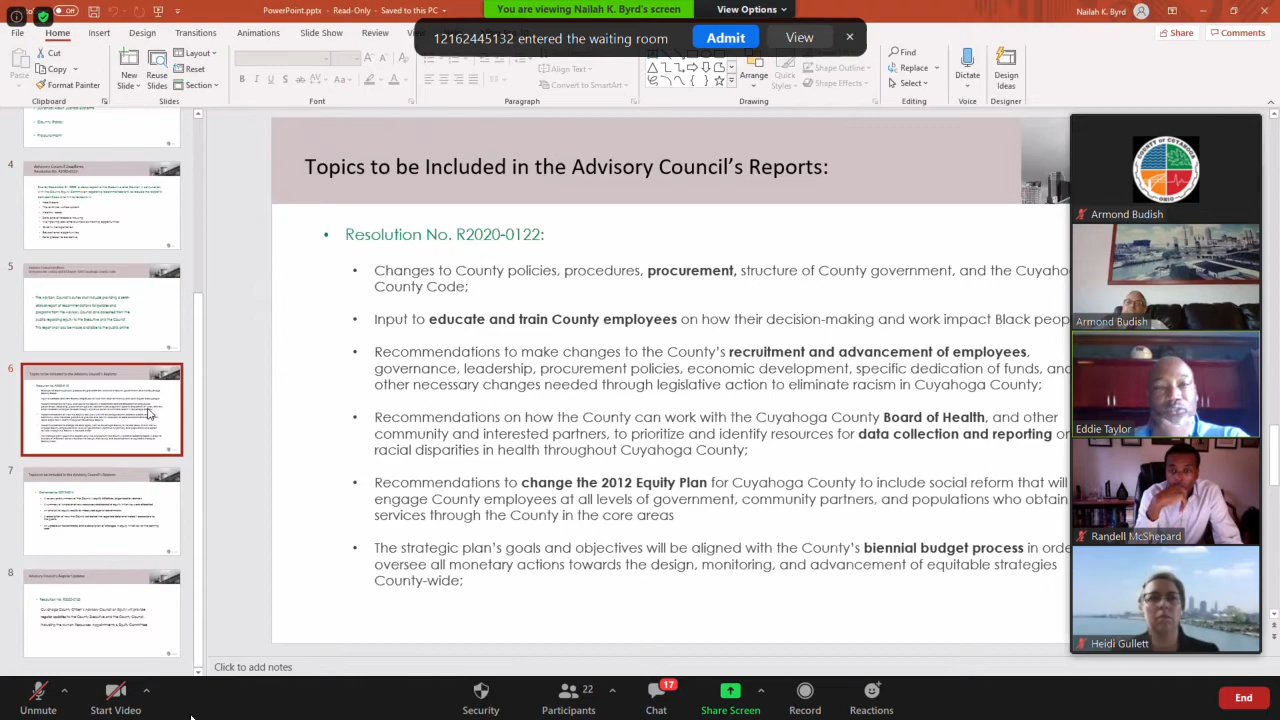 Off
PowerPoint.pptx - Read-Only - Saved to this PC
You are viewing Nailah K. Byrd's screen
View Options
Nailah K. Byrd
File
Home
Insert
Design
Transitions
Animations
Slide Show
Review
12162445132 entered the waiting room
Admit
View
Share
Comments
Paste
Cut
Copy
Format Painter
Clipboard
New
Slide
Reuse
Slides
Layout
Reset
Section
Slides
Font
Align Text
Convert to SmartArt
Paragraph
Arrange
Quick
Styles
Shape Outline
Shape Effects
Drawing
Find
Replace
Select
Editing
Dictate
Voice
Design
Ideas
Designer
Procurement
4
5
6
7
8
Topics to be Included in the Advisory Council's Reports:
• Resolution No. R2020-0122:
• Changes to County policies, procedures, procurement, structure of County government, and the Cuyaho
County Code;
• Input to educate and train County employees on how their decision-making and work impact Black peop
• Recommendations to make changes to the County's recruitment and advancement of employees,
governance, leadership, procurement policies, economic development, specific dedication of funds, and
other necessary changes needed through legislative action to eliminate racism in Cuyahoga County;
• Recommendations on how the County can work with the Cuyahoga County Board of Health, and other
community and interested partners, to prioritize and identify resources for data collection and reporting o
racial disparities in health throughout Cuyahoga County;
• Recommendations to change the 2012 Equity Plan for Cuyahoga County to include social reform that will
engage County employees at all levels of government, various partners, and populations who obtain
services through the County in the core areas
• The strategic plan's goals and objectives will be aligned with the County's biennial budget process in orde
oversee all monetary actions towards the design, monitoring, and advancement of equitable strategies
County-wide;
COUNTY OF CUYAHOGA
OHIO
Armond Budish
Armond Budish
Eddie Taylor
Randell McShepard
Heidi Gullett
Click to add notes
Unmute
Start Video
Security
Participants
22
Chat
17
Share Screen
Record
Reactions
End